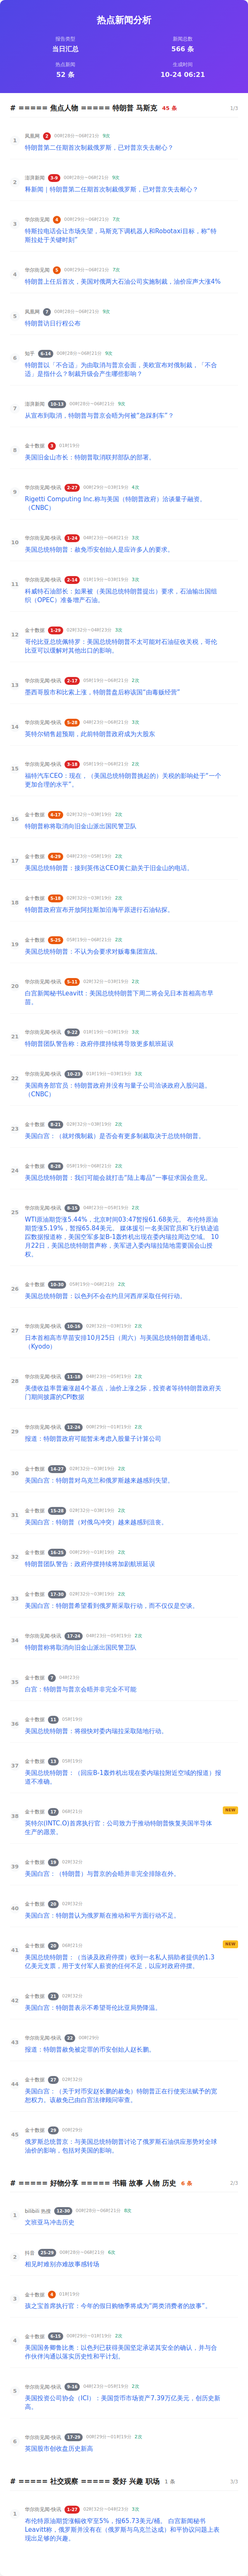 热点新闻分析
报告类型
当日汇总
新闻总数
566 条
热点新闻
52 条
生成时间
10-24 06:21
# ===== 焦点人物 ===== 特朗普 马斯克 45 条 1/3
1 凤凰网 2 00时28分~06时21分 9次
特朗普第二任期首次制裁俄罗斯，已对普京失去耐心？
2 澎湃新闻 3-9 00时28分~06时21分 9次
释新闻｜特朗普第二任期首次制裁俄罗斯，已对普京失去耐心？
3 华尔街见闻 4 00时29分~06时21分 7次
特斯拉电话会让市场失望，马斯克下调机器人和Robotaxi目标，称“特
斯拉处于关键时刻”
4 华尔街见闻 5 00时29分~06时21分 7次
特朗普上任后首次，美国对俄两大石油公司实施制裁，油价应声大涨4%
5 凤凰网 7 00时28分~06时21分 9次
特朗普访日行程公布
6 知乎 6-14 00时28分~06时21分 9次
特朗普以「不合适」为由取消与普京会面，美欧宣布对俄制裁，「不合
适」是指什么？制裁升级会产生哪些影响？
7 澎湃新闻 10-13 00时28分~06时21分 9次
从宣布到取消，特朗普与普京会晤为何被“急踩刹车”？
8 金十数据 3 01时19分
美国旧金山市长：特朗普取消联邦部队的部署。
9 华尔街见闻-快讯 2-27 00时29分~03时19分 4次
Rigetti Computing Inc.称与美国（特朗普政府）洽谈量子融资。
（CNBC）
10 华尔街见闻-快讯 1-24 04时23分~06时21分 3次
美国总统特朗普：赦免币安创始人是应许多人的要求。
11 华尔街见闻-快讯 2-14 01时19分~03时19分 3次
科威特石油部长：如果被（美国总统特朗普提出）要求，石油输出国组
织（OPEC）准备增产石油。
12 金十数据 5-29 02时32分~04时23分 3次
哥伦比亚总统佩特罗：美国总统特朗普不太可能对石油征收关税，哥伦
比亚可以缓解对其他出口的影响。
13 华尔街见闻-快讯 2-17 05时19分~06时21分 2次
墨西哥股市和比索上涨，特朗普盘后称该国“由毒贩经营”
14 华尔街见闻-快讯 5-28 04时23分~06时21分 3次
英特尔销售超预期；此前特朗普政府成为大股东
15 华尔街见闻-快讯 3-18 05时19分~06时21分 2次
福特汽车CEO：现在，（美国总统特朗普挑起的）关税的影响处于“一个
更加合理的水平”。
16 金十数据 4-17 02时32分~03时19分 2次
特朗普称将取消向旧金山派出国民警卫队
17 金十数据 4-29 04时23分~05时19分 2次
美国总统特朗普：接到英伟达CEO黄仁勋关于旧金山的电话。
18 金十数据 5-18 02时32分~03时19分 2次
特朗普政府宣布开放阿拉斯加沿海平原进行石油钻探。
19 金十数据 5-25 05时19分~06时21分 2次
美国总统特朗普：不认为会要求对贩毒集团宣战。
20 华尔街见闻-快讯 5-11 02时32分~03时19分 2次
白宫新闻秘书Leavitt：美国总统特朗普下周二将会见日本首相高市早
苗。
21 华尔街见闻-快讯 9-22 01时19分~03时19分 3次
特朗普团队警告称：政府停摆持续将导致更多航班延误
22 华尔街见闻-快讯 10-23 01时19分~03时19分 3次
美国商务部官员：特朗普政府并没有与量子公司洽谈政府入股问题。
（CNBC）
23 金十数据 8-21 02时32分~03时19分 2次
美国白宫：（就对俄制裁）是否会有更多制裁取决于总统特朗普。
24 金十数据 8-28 05时19分~06时21分 2次
美国总统特朗普：我们可能会就打击“陆上毒品”一事征求国会意见。
25 华尔街见闻-快讯 8-15 04时23分~05时19分 2次
WTI原油期货涨5.44%，北京时间03:47暂报61.68美元。 布伦特原油
期货涨5.19%，暂报65.84美元。 媒体援引一名美国官员和飞行轨迹追
踪数据报道称，美国空军多架B-1轰炸机出现在委内瑞拉周边空域。 10
月22日，美国总统特朗普声称，美军进入委内瑞拉陆地需要国会山授
权。
26 金十数据 10-30 05时19分~06时21分 2次
美国总统特朗普：以色列不会在约旦河西岸采取任何行动。
27 华尔街见闻-快讯 10-16 02时32分~03时19分 2次
日本首相高市早苗安排10月25日（周六）与美国总统特朗普通电话。
（Kyodo）
28 华尔街见闻-快讯 11-18 04时23分~05时19分 2次
美债收益率普遍涨超4个基点，油价上涨之际，投资者等待特朗普政府关
门期间披露的CPI数据
29 华尔街见闻-快讯 12-24 00时29分~01时19分 2次
报道：特朗普政府可能暂未考虑入股量子计算公司
30 金十数据 14-27 02时32分~03时19分 2次
美国白宫：特朗普对乌克兰和俄罗斯越来越感到失望。
31 金十数据 15-28 02时32分~03时19分 2次
美国白宫：特朗普（对俄乌冲突）越来越感到沮丧。
32 金十数据 16-25 00时29分~01时19分 2次
特朗普团队警告：政府停摆持续将加剧航班延误
33 金十数据 17-30 02时32分~03时19分 2次
美国白宫：特朗普希望看到俄罗斯采取行动，而不仅仅是空谈。
34 华尔街见闻-快讯 17-24 04时23分~05时19分 2次
特朗普称将取消向旧金山派出国民警卫队
35 金十数据 7 04时23分
白宫：特朗普与普京会晤并非完全不可能
36 金十数据 11 05时19分
美国总统特朗普：将很快对委内瑞拉采取陆地行动。
37 金十数据 13 05时19分
美国总统特朗普：（回应B-1轰炸机出现在委内瑞拉附近空域的报道）报
道不准确。
38 金十数据 17 06时21分 NEW
英特尔(INTC.O)首席执行官：公司致力于推动特朗普恢复美国半导体
生产的愿景。
39 金十数据 19 02时32分
美国白宫：（特朗普）与普京的会晤并非完全排除在外。
40 金十数据 20 02时32分
美国白宫：特朗普认为俄罗斯在推动和平方面行动不足。
41 金十数据 20 06时21分 NEW
美国总统特朗普：（当谈及政府停摆）收到一名私人捐助者提供的1.3
亿美元支票，用于支付军人薪资的任何不足，以应对政府停摆。
42 金十数据 21 02时32分
美国白宫：特朗普表示不希望哥伦比亚局势降温。
43 华尔街见闻-快讯 22 00时29分
报道：特朗普赦免被定罪的币安创始人赵长鹏。
44 金十数据 27 02时32分
美国白宫：（关于对币安赵长鹏的赦免）特朗普正在行使宪法赋予的宽
恕权力。该赦免已由白宫法律顾问审查。
45 金十数据 29 00时29分
俄罗斯总统普京：与美国总统特朗普讨论了俄罗斯石油供应形势对全球
油价的影响，包括对美国的影响。
# ===== 好物分享 ===== 书籍 故事 人物 历史 6 条 2/3
1 bilibili 热搜 12-30 00时28分~06时21分 8次
文班亚马冲击历史
2 抖音 25-29 00时28分~06时21分 6次
相见时难别亦难故事感转场
3 金十数据 4 01时19分
孩之宝首席执行官：今年的假日购物季将成为“两类消费者的故事”。
4 金十数据 6-15 00时29分~01时19分 2次
美国国务卿鲁比奥：以色列已获得美国坚定承诺其安全的确认，并与合
作伙伴沟通以落实历史性和平计划。
5 华尔街见闻-快讯 9-16 04时23分~05时19分 2次
美国投资公司协会（ICI）：美国货币市场资产7.39万亿美元，创历史新
高。
6 华尔街见闻-快讯 17-29 00时29分~01时19分 2次
英国股市创收盘历史新高
# ===== 社交观察 ===== 爱好 兴趣 职场 1 条 3/3
1 华尔街见闻-快讯 1-27 02时32分~04时23分 3次
布伦特原油期货涨幅收窄至5%，报65.73美元/桶。 白宫新闻秘书
Leavitt称，俄罗斯并没有在（俄罗斯与乌克兰达成）和平协议问题上表
现出足够的兴趣。